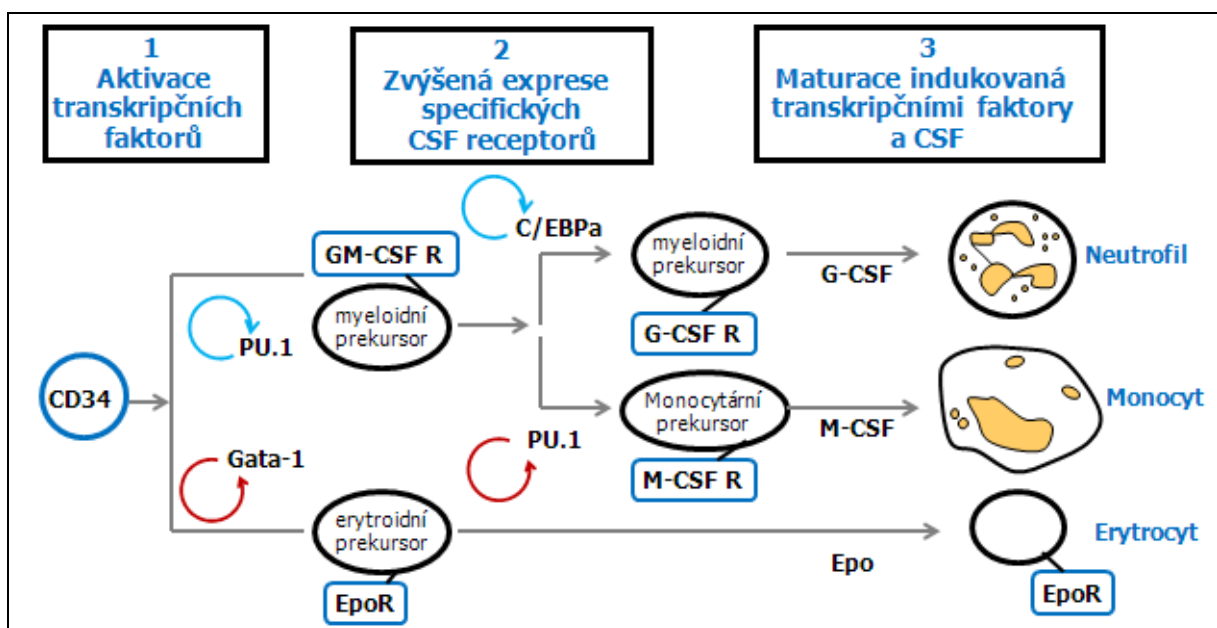 1
Aktivace
transkripčních
faktorů
2
Zvýšená exprese
specifických
CSF receptorů
3
Maturace indukovaná
transkripčními faktory
a CSF
C/EBPa
GM-CSF R
myeloidní
prekursor
PU.1
myeloidní
prekursor
G-CSF R
G-CSF
Neutrofil
CD34
Monocytární
prekursor
M-CSF R
M-CSF
Monocyt
PU.1
Gata-1
erytroidní
prekursor
EpoR
Epo
Erytrocyt
EpoR